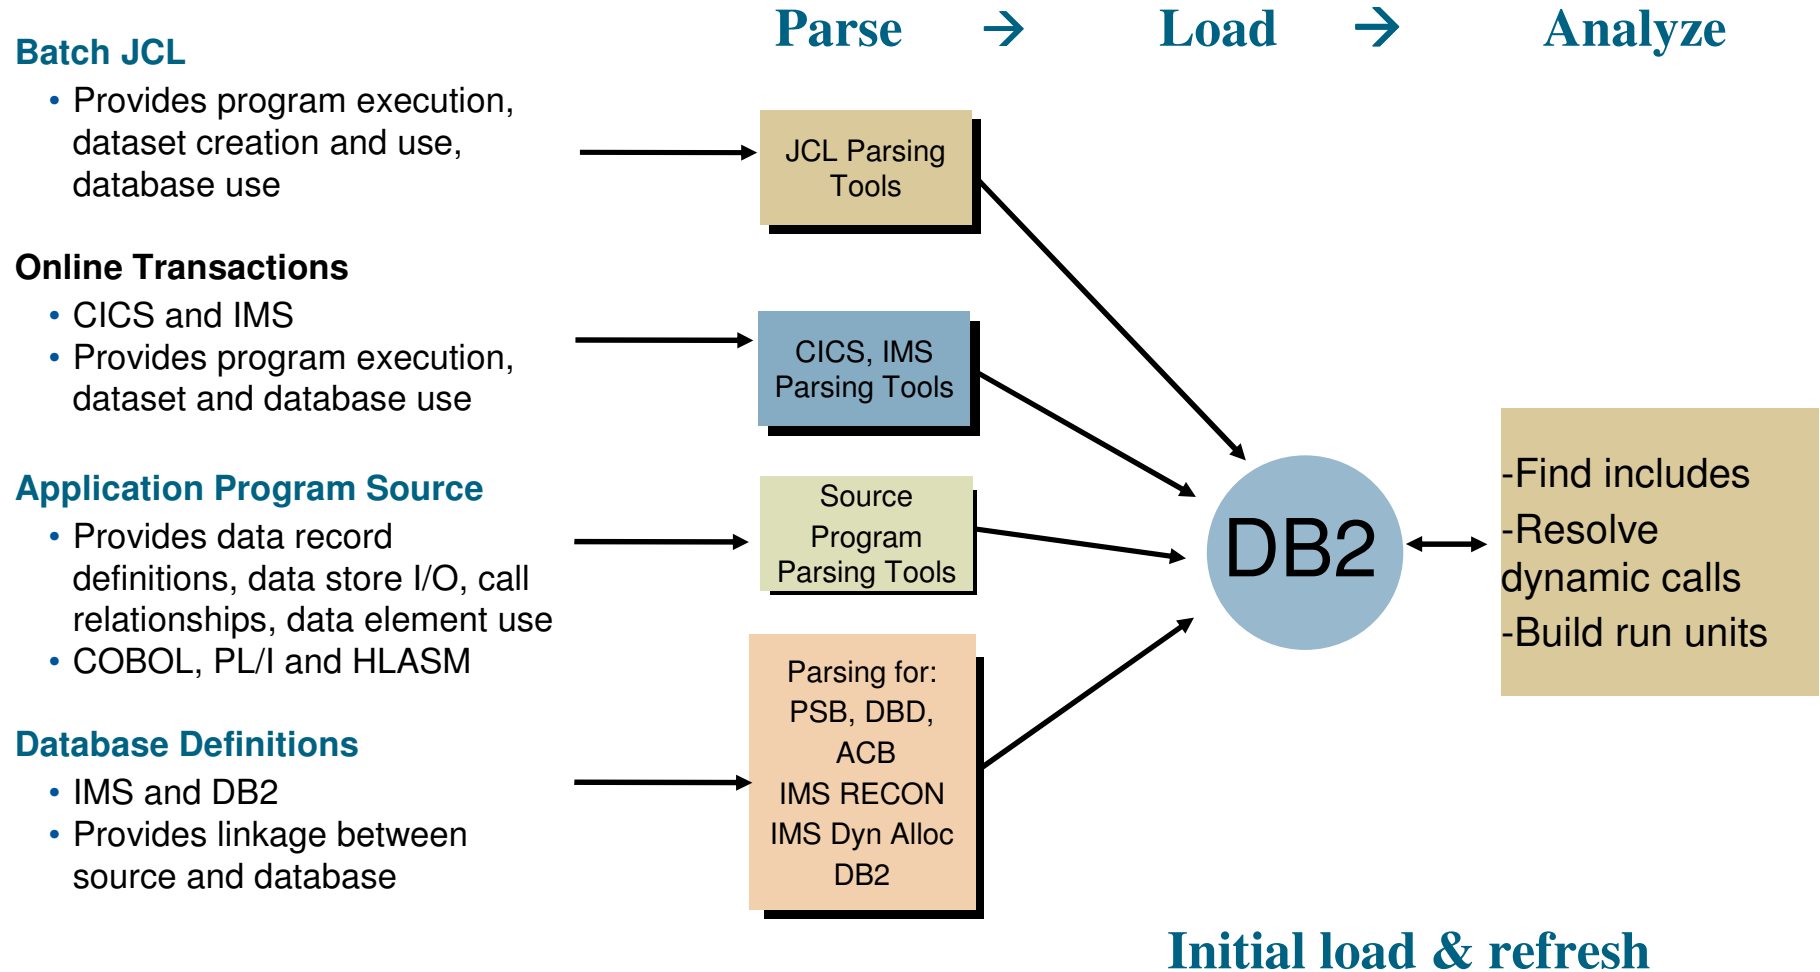 Parse → Load → Analyze
Batch JCL
• Provides program execution,
dataset creation and use,
database use
Online Transactions
• CICS and IMS
• Provides program execution,
dataset and database use
Application Program Source
• Provides data record
definitions, data store I/O, call
relationships, data element use
• COBOL, PL/I and HLASM
Database Definitions
• IMS and DB2
• Provides linkage between
source and database
JCL Parsing
Tools
CICS, IMS
Parsing Tools
Source
Program
Parsing Tools
Parsing for:
PSB, DBD,
ACB
IMS RECON
IMS Dyn Alloc
DB2
DB2
-Find includes
-Resolve
dynamic calls
-Build run units
Initial load & refresh